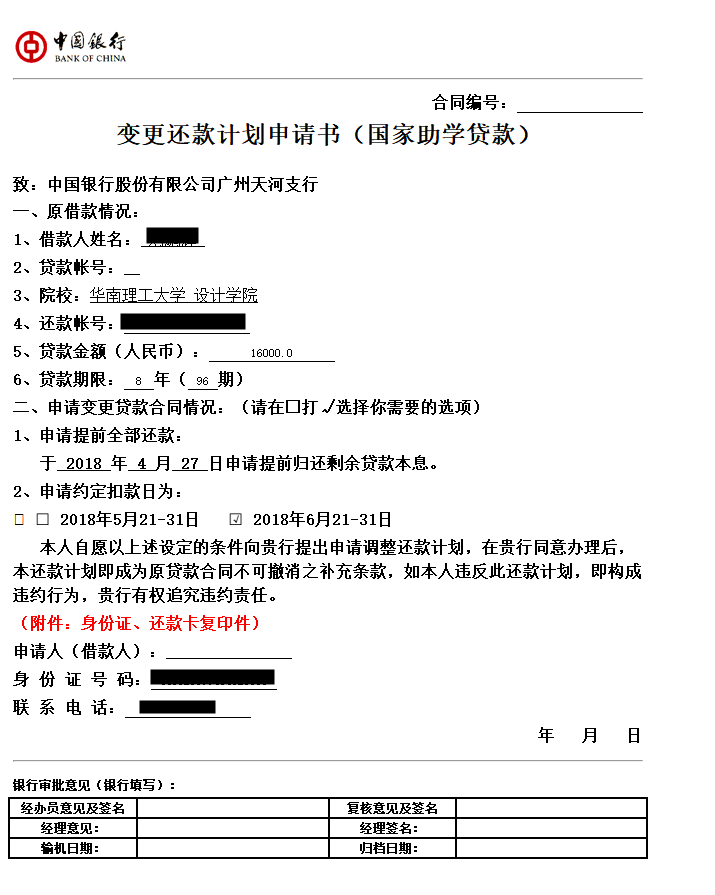 中国银行
BANK OF CHINA
合同编号：
变更还款计划申请书（国家助学贷款）
致：中国银行股份有限公司广州天河支行
一、原借款情况：
1、借款人姓名：
2、贷款帐号：
3、院校：华南理工大学 设计学院
4、还款帐号：
5、贷款金额（人民币）： 16000.0
6、贷款期限： 8 年（ 96 期）
二、申请变更贷款合同情况：（请在□打√选择你需要的选项）
1、申请提前全部还款：
于 2018 年 4 月 27 日申请提前归还剩余贷款本息。
2、申请约定扣款日为：
□ □ 2018年5月21-31日 ☑ 2018年6月21-31日
本人自愿以上述设定的条件向贵行提出申请调整还款计划，在贵行同意办理后，
本还款计划即成为原贷款合同不可撤消之补充条款，如本人违反此还款计划，即构成
违约行为，贵行有权追究违约责任。
（附件：身份证、还款卡复印件）
申请人（借款人）：
身 份 证 号 码：
联 系 电 话：
年 月 日
银行审批意见（银行填写）：
经办员意见及签名 复核意见及签名
经理意见： 经理签名：
输机日期： 归档日期：